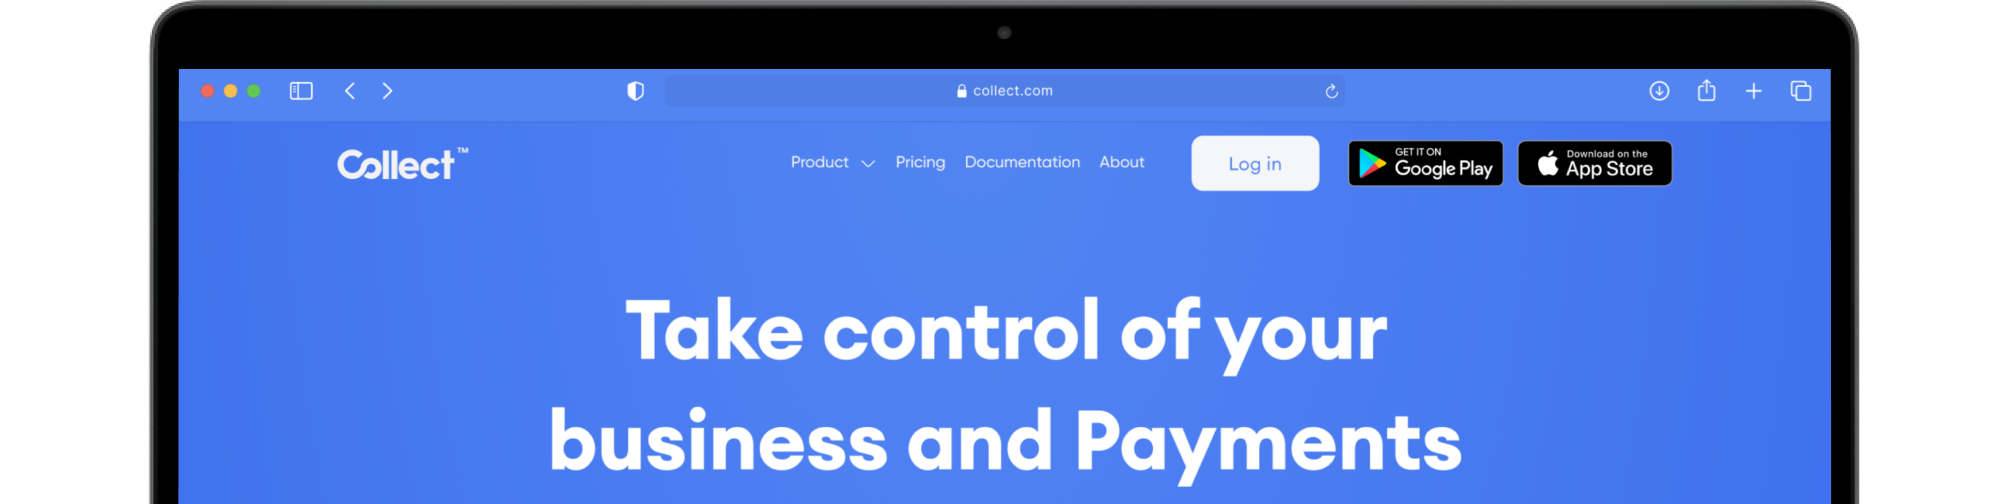 collect.com
Collect™
Product Pricing Documentation About Log in
GET IT ON
Google Play
Download on the
App Store
Take control of your
business and Payments